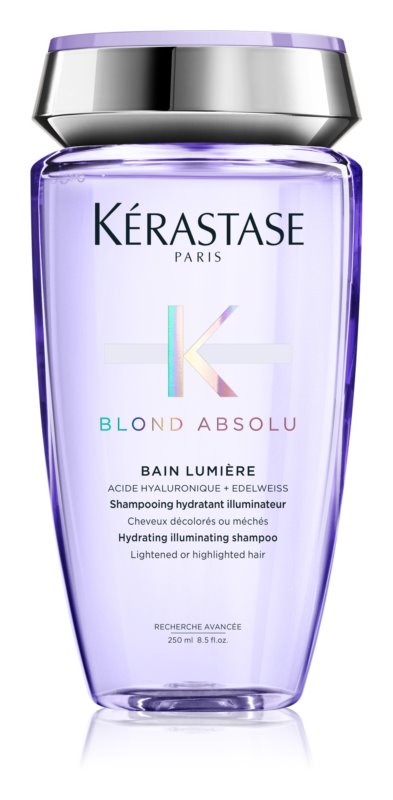 KÉRASTASE
PARIS
K
BLOND ABSOLU
BAIN LUMIÈRE
ACIDE HYALURONIQUE + EDELWEISS
Shampooing hydratant illuminateur
Cheveux décolorés ou méchés
Hydrating illuminating shampoo
Lightened or highlighted hair
RECHERCHE AVANCÉE
250 ml 8.5 fl.oz.